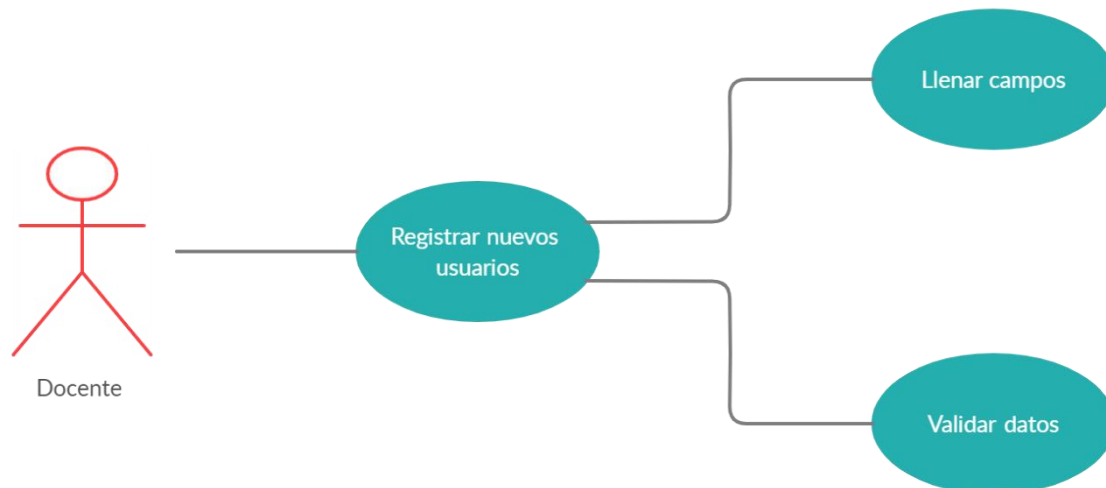 Llenar campos
Registrar nuevos
usuarios
Docente
Validar datos